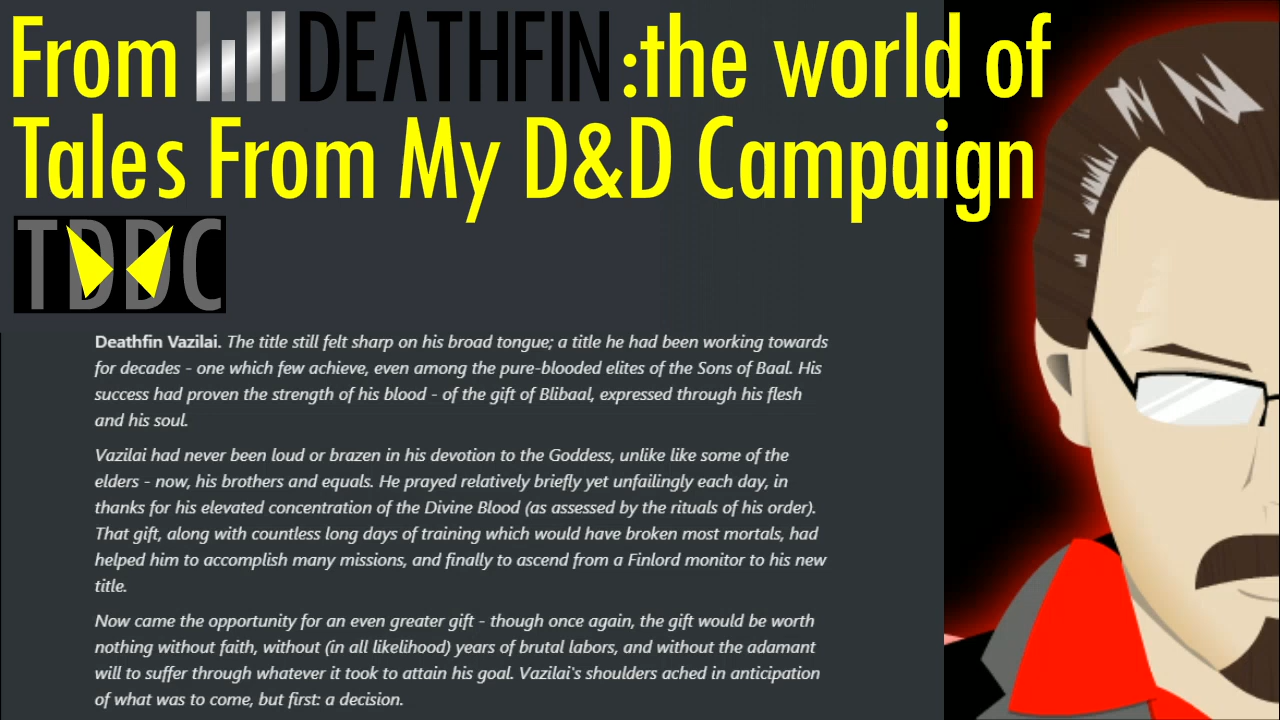 From DEATHFIN :the world of
Tales From My D&D Campaign
TDDC
Deathfin Vazilai. The title still felt sharp on his broad tongue; a title he had been working towards
for decades - one which few achieve, even among the pure-blooded elites of the Sons of Baal. His
success had proven the strength of his blood - of the gift of Blibaal, expressed through his flesh
and his soul.
Vazilai had never been loud or brazen in his devotion to the Goddess, unlike like some of the
elders - now, his brothers and equals. He prayed relatively briefly yet unfailingly each day, in
thanks for his elevated concentration of the Divine Blood (as assessed by the rituals of his order).
That gift, along with countless long days of training which would have broken most mortals, had
helped him to accomplish many missions, and finally to ascend from a Finlord monitor to his new
title.
Now came the opportunity for an even greater gift - though once again, the gift would be worth
nothing without faith, without (in all likelihood) years of brutal labors, and without the adamant
will to suffer through whatever it took to attain his goal. Vazilai's shoulders ached in anticipation
of what was to come, but first: a decision.